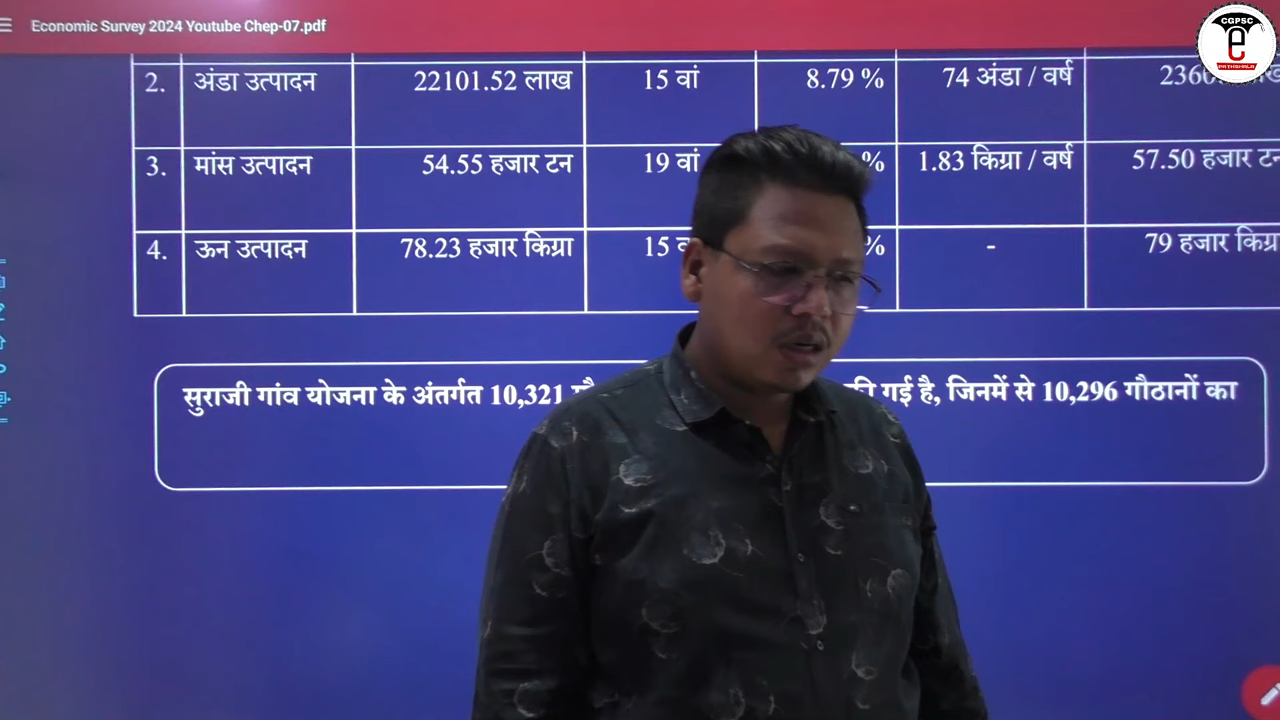 Economic Survey 2024 Youtube Chep-07.pdf
CGPSC
e
PATHSHALA
2. अंडा उत्पादन 22101.52 लाख 15 वां 8.79 % 74 अंडा / वर्ष
3. मांस उत्पादन 54.55 हजार टन 19 वां % 1.83 किग्रा / वर्ष 57.50 हजार टन
4. ऊन उत्पादन 78.23 हजार किग्रा 15 % - 79 हजार किग्रा
सुराजी गांव योजना के अंतर्गत 10,321 गई है, जिनमें से 10,296 गौठानों का